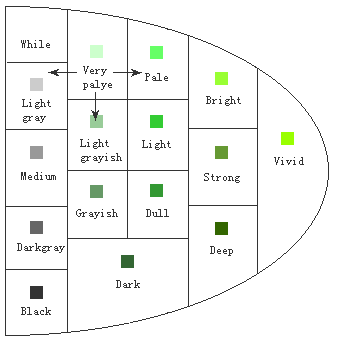 While
Very
palye
Pale
Light
gray
Bright
Light
grayish
Light
Medium
Vivid
Strong
Grayish
Dull
Darkgray
Deep
Dark
Black